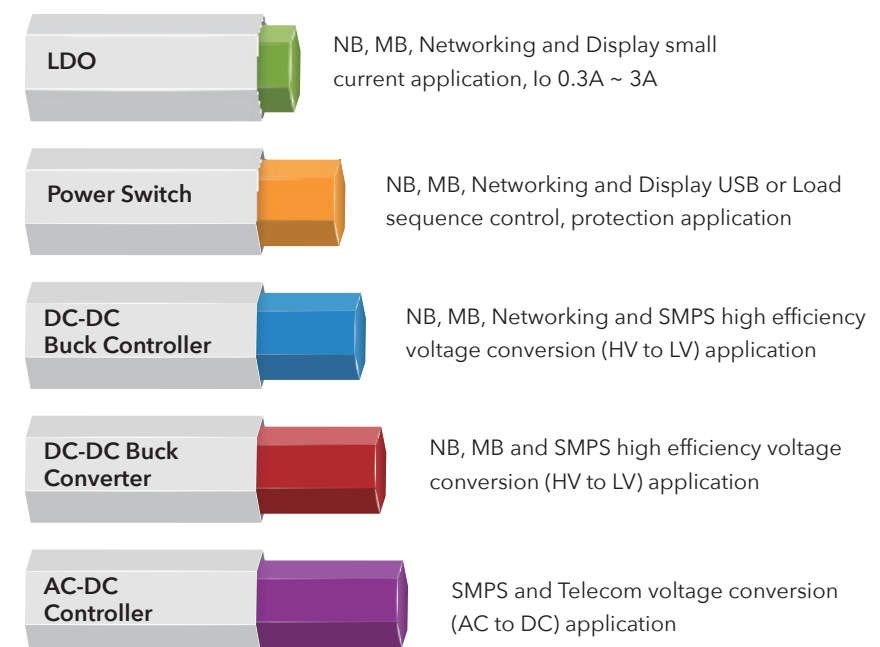 LDO
NB, MB, Networking and Display small
current application, Io 0.3A ~ 3A
Power Switch
NB, MB, Networking and Display USB or Load
sequence control, protection application
DC-DC
Buck Controller
NB, MB, Networking and SMPS high efficiency
voltage conversion (HV to LV) application
DC-DC Buck
Converter
NB, MB and SMPS high efficiency voltage
conversion (HV to LV) application
AC-DC
Controller
SMPS and Telecom voltage conversion
(AC to DC) application